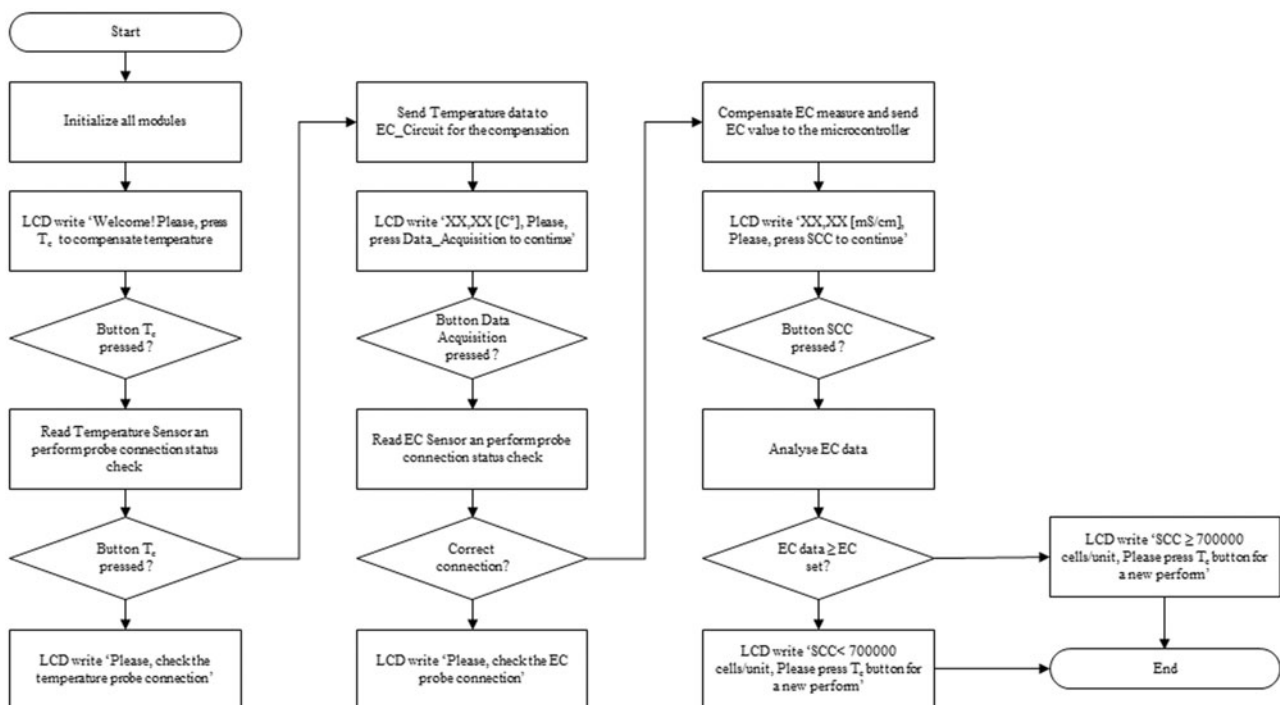 Start
Initialize all modules
LCD write ‘Welcome! Please, press
Tc to compensate temperature
Button Tc
pressed ?
Read Temperature Sensor an
perform probe connection status
check
Button Tc
pressed ?
LCD write ‘Please, check the
temperature probe connection’
Send Temperature data to
EC_Circuit for the compensation
LCD write ‘XX,XX [C°], Please,
press Data_Acquisition to continue’
Button Data
Acquisition
pressed ?
Read EC Sensor an perform probe
connection status check
Correct
connection?
LCD write ‘Please, check the EC
probe connection’
Compensate EC measure and send
EC value to the microcontroller
LCD write ‘XX,XX [mS/cm],
Please, press SCC to continue’
Button SCC
pressed ?
Analyse EC data
EC data ≥ EC
set?
LCD write ‘SCC< 700000
cells/unit, Please press Tc button for
a new perform’
LCD write ‘SCC ≥ 700000
cells/unit, Please press Tc button for
a new perform’
End